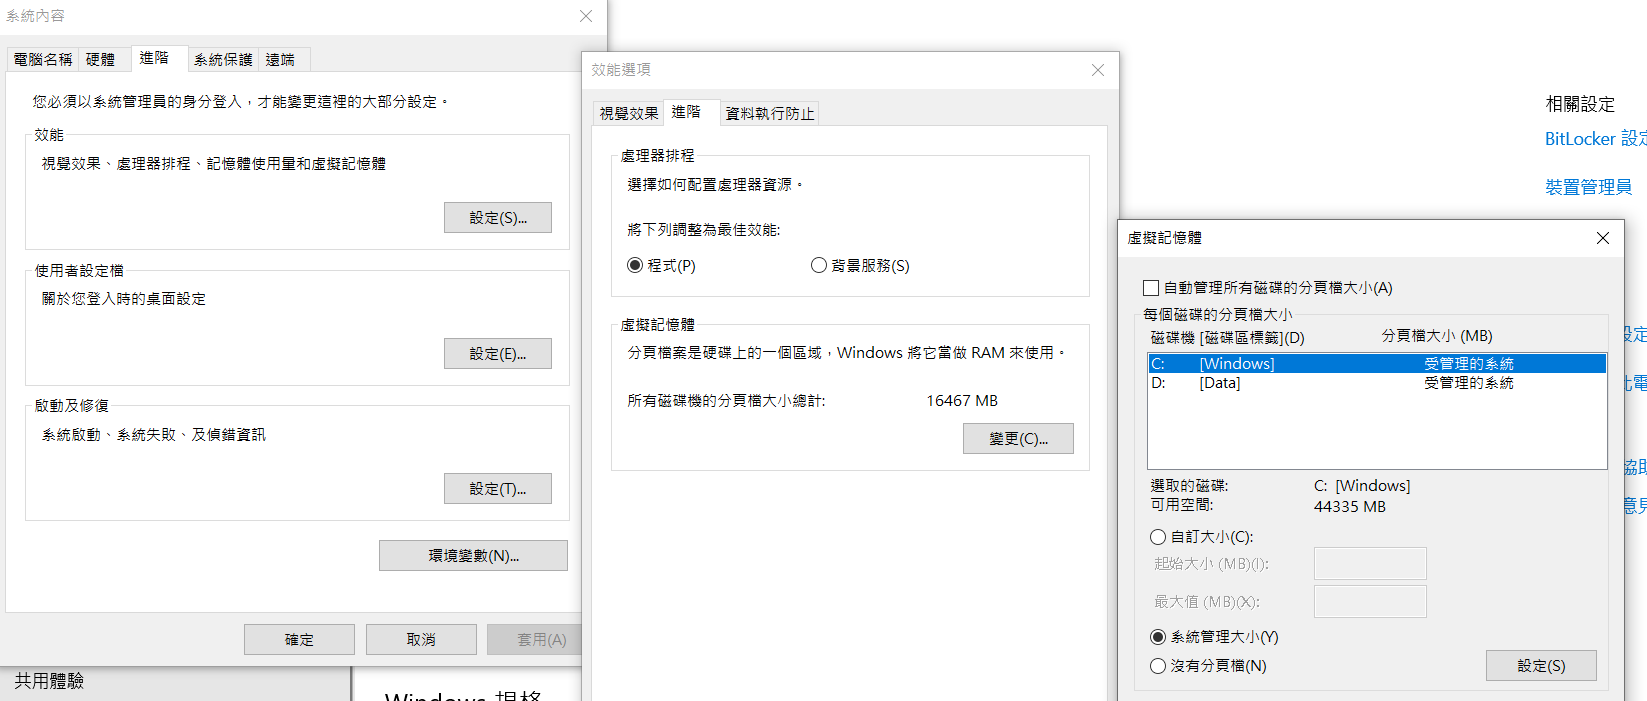 系統內容
電腦名稱 硬體 進階 系統保護 遠端
您必須以系統管理員的身分登入，才能變更這裡的大部分設定。
效能
視覺效果、處理器排程、記憶體使用量和虛擬記憶體
設定(S)...
使用者設定檔
關於您登入時的桌面設定
設定(E)...
啟動及修復
系統啟動、系統失敗、及偵錯資訊
設定(T)...
環境變數(N)...
確定 取消 套用(A)
共用體驗
Windows 規格
效能選項
視覺效果 進階 資料執行防止
處理器排程
選擇如何配置處理器資源。
將下列調整為最佳效能:
程式(P) 背景服務(S)
虛擬記憶體
分頁檔案是硬碟上的一個區域，Windows 將它當做 RAM 來使用。
所有磁碟機的分頁檔大小總計: 16467 MB
變更(C)...
相關設定
BitLocker 設定
裝置管理員
虛擬記憶體
自動管理所有磁碟的分頁檔大小(A)
每個磁碟的分頁檔大小
磁碟機 [磁碟區標籤](D) 分頁檔大小 (MB)
C: [Windows] 受管理的系統
D: [Data] 受管理的系統
選取的磁碟: C: [Windows]
可用空間: 44335 MB
自訂大小(C):
起始大小 (MB)(I):
最大值 (MB)(X):
系統管理大小(Y)
沒有分頁檔(N)
設定(S)
設定
電
協助
意見